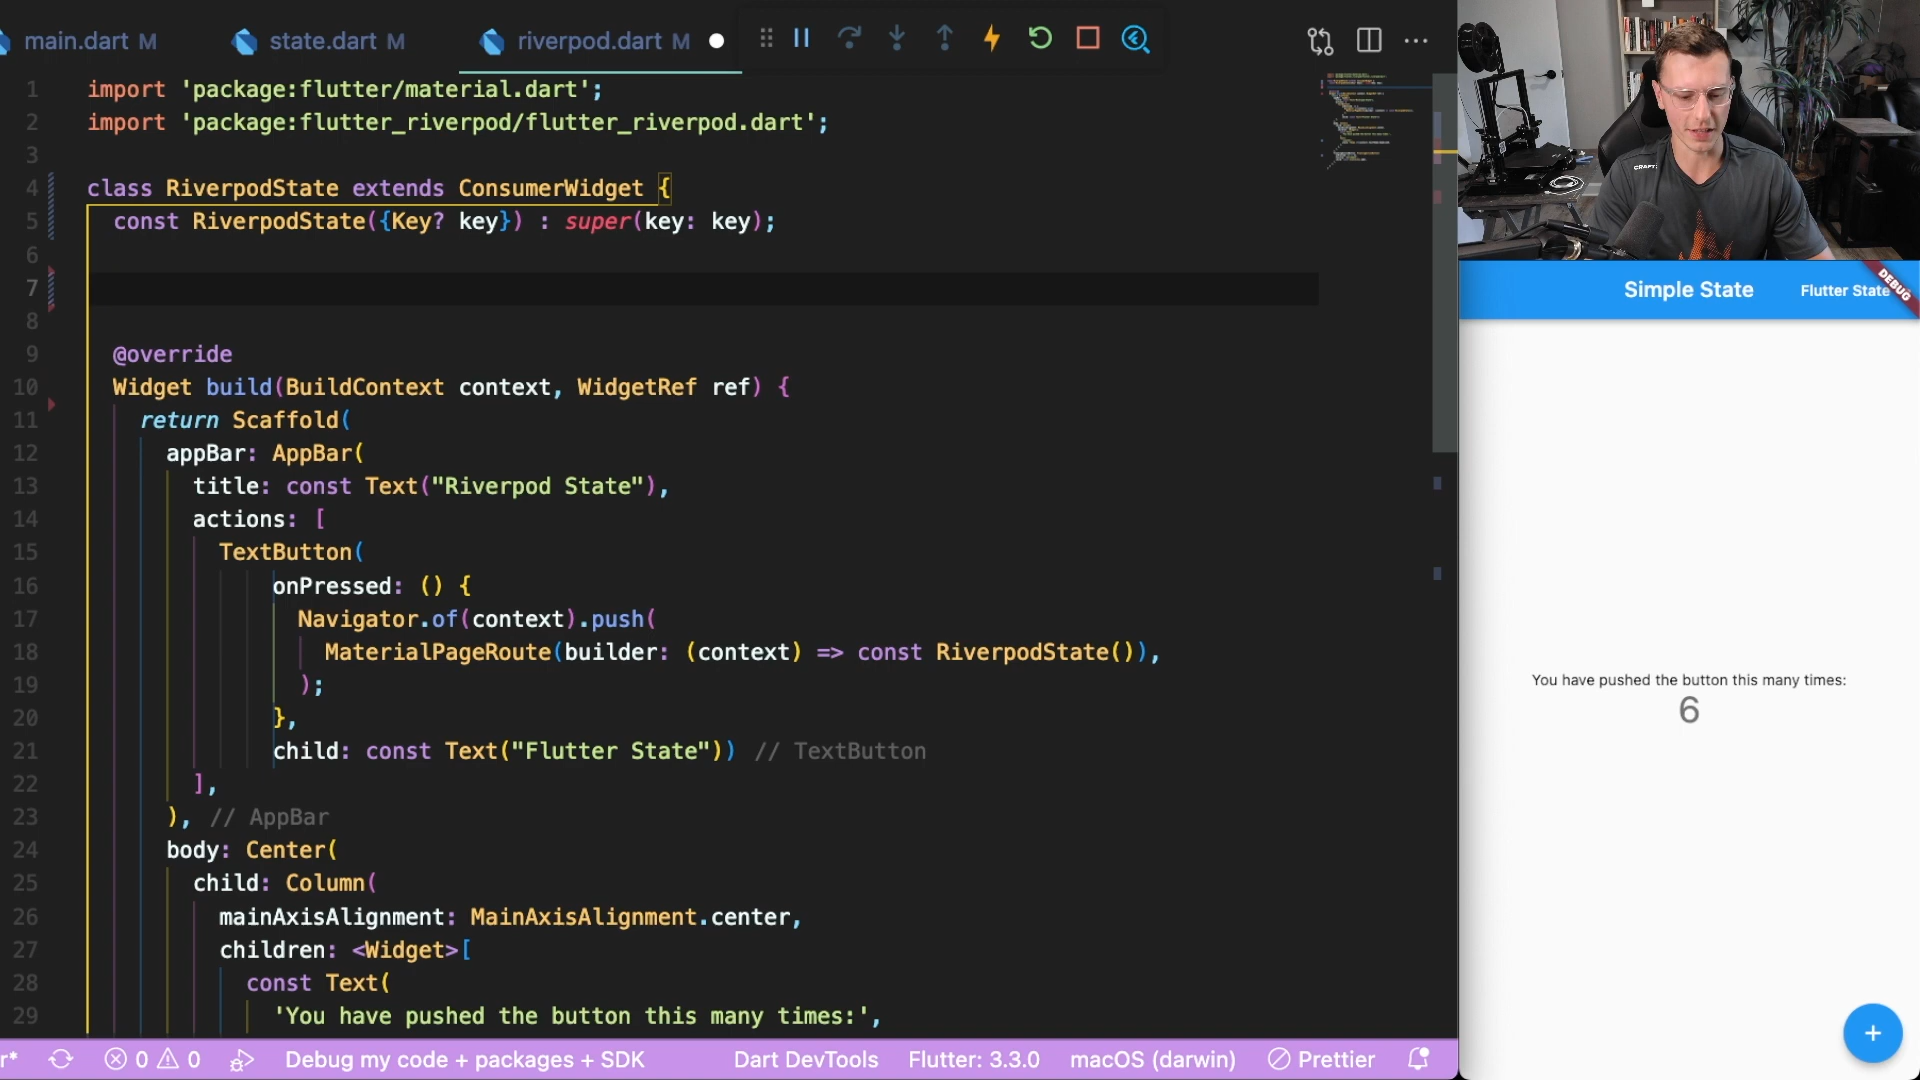 main.dart M
state.dart M
riverpod.dart M
1 import 'package:flutter/material.dart';
2 import 'package:flutter_riverpod/flutter_riverpod.dart';
3
4 class RiverpodState extends ConsumerWidget {
5 const RiverpodState({Key? key}) : super(key: key);
6
7
8
9 @override
10 Widget build(BuildContext context, WidgetRef ref) {
11 return Scaffold(
12 appBar: AppBar(
13 title: const Text("Riverpod State"),
14 actions: [
15 TextButton(
16 onPressed: () {
17 Navigator.of(context).push(
18 MaterialPageRoute(builder: (context) => const RiverpodState()),
19 );
20 },
21 child: const Text("Flutter State")) // TextButton
22 ],
23 ), // AppBar
24 body: Center(
25 child: Column(
26 mainAxisAlignment: MainAxisAlignment.center,
27 children: <Widget>[
28 const Text(
29 'You have pushed the button this many times:',
r* 0 0 Debug my code + packages + SDK Dart DevTools Flutter: 3.3.0 macOS (darwin) Prettier
CRAFT
Simple State
Flutter State
DEBUG
You have pushed the button this many times:
6
+